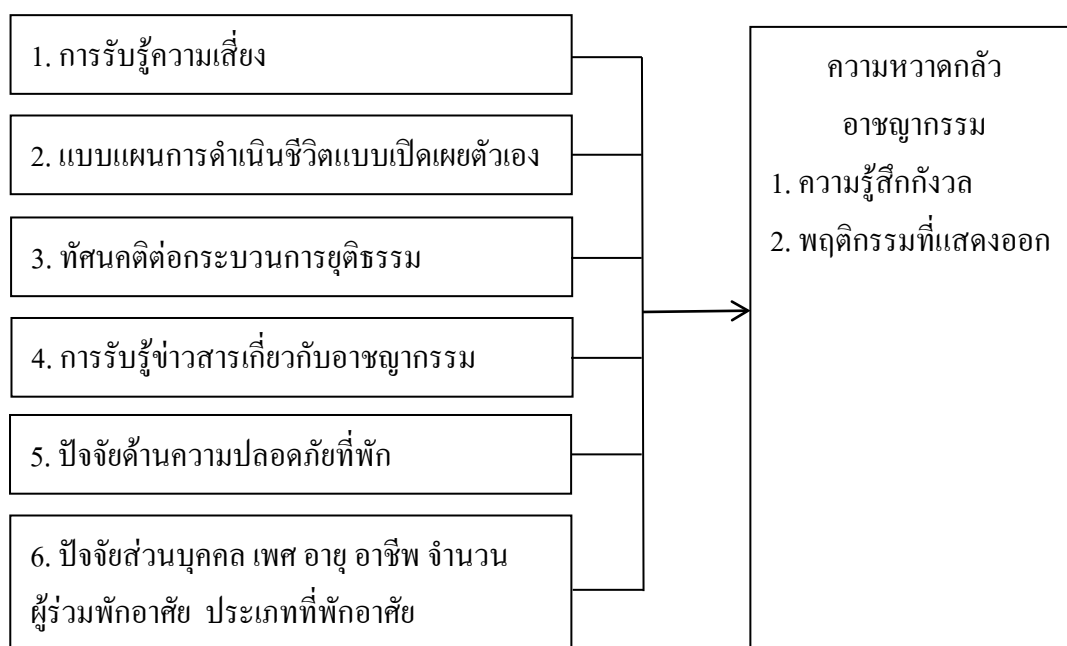 1. การรับรู้ความเสี่ยง
2. แบบแผนการดำเนินชีวิตแบบเปิดเผยตัวเอง
3. ทัศนคติต่อกระบวนการยุติธรรม
4. การรับรู้ข่าวสารเกี่ยวกับอาชญากรรม
5. ปัจจัยด้านความปลอดภัยที่พัก
6. ปัจจัยส่วนบุคคล เพศ อายุ อาชีพ จำนวน
ผู้ร่วมพักอาศัย ประเภทที่พักอาศัย
ความหวาดกลัว
อาชญากรรม
1. ความรู้สึกกังวล
2. พฤติกรรมที่แสดงออก